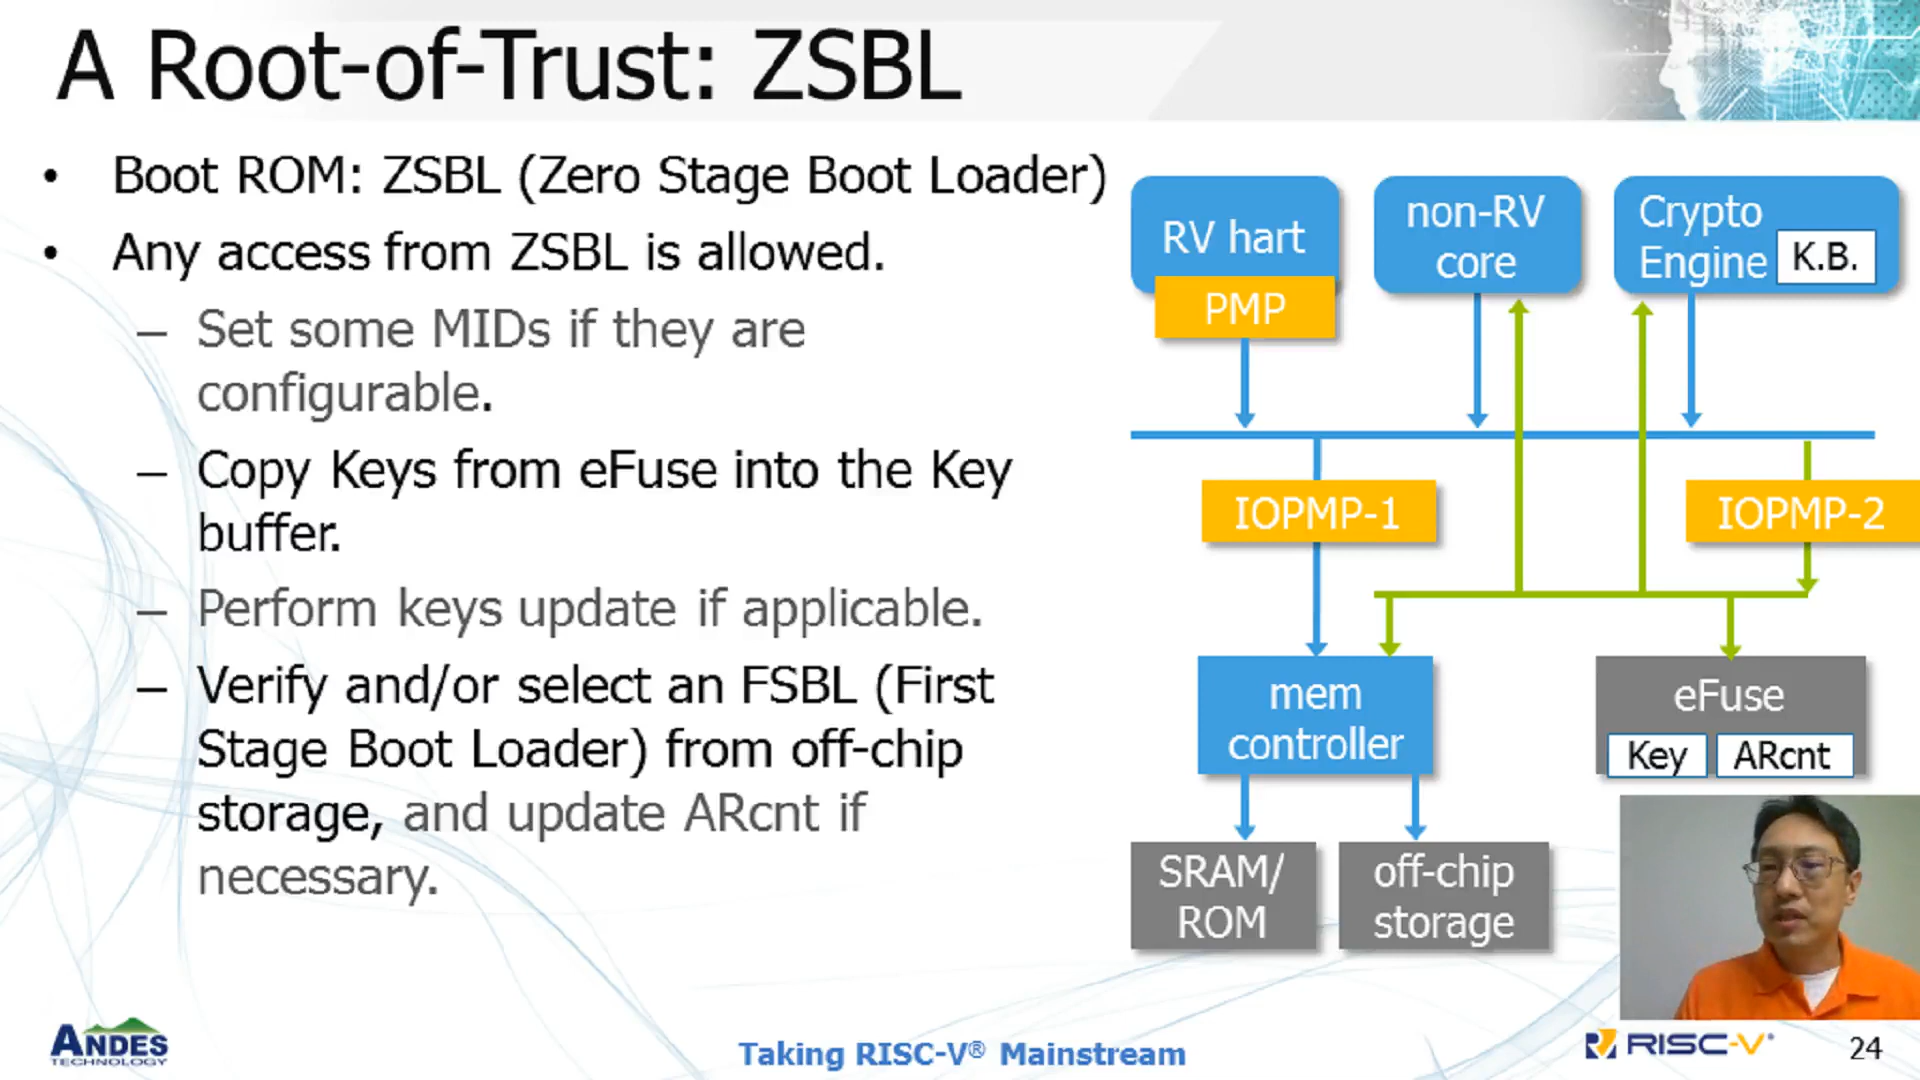 A Root-of-Trust: ZSBL
• Boot ROM: ZSBL (Zero Stage Boot Loader)
• Any access from ZSBL is allowed.
– Set some MIDs if they are
configurable.
– Copy Keys from eFuse into the Key
buffer.
– Perform keys update if applicable.
– Verify and/or select an FSBL (First
Stage Boot Loader) from off-chip
storage, and update ARcnt if
necessary.
RV hart
PMP
non-RV
core
Crypto
Engine
K.B.
IOPMP-1
IOPMP-2
mem
controller
eFuse
Key
ARcnt
SRAM/
ROM
off-chip
storage
ANDES
TECHNOLOGY
Taking RISC-V® Mainstream
RISC-V®
24